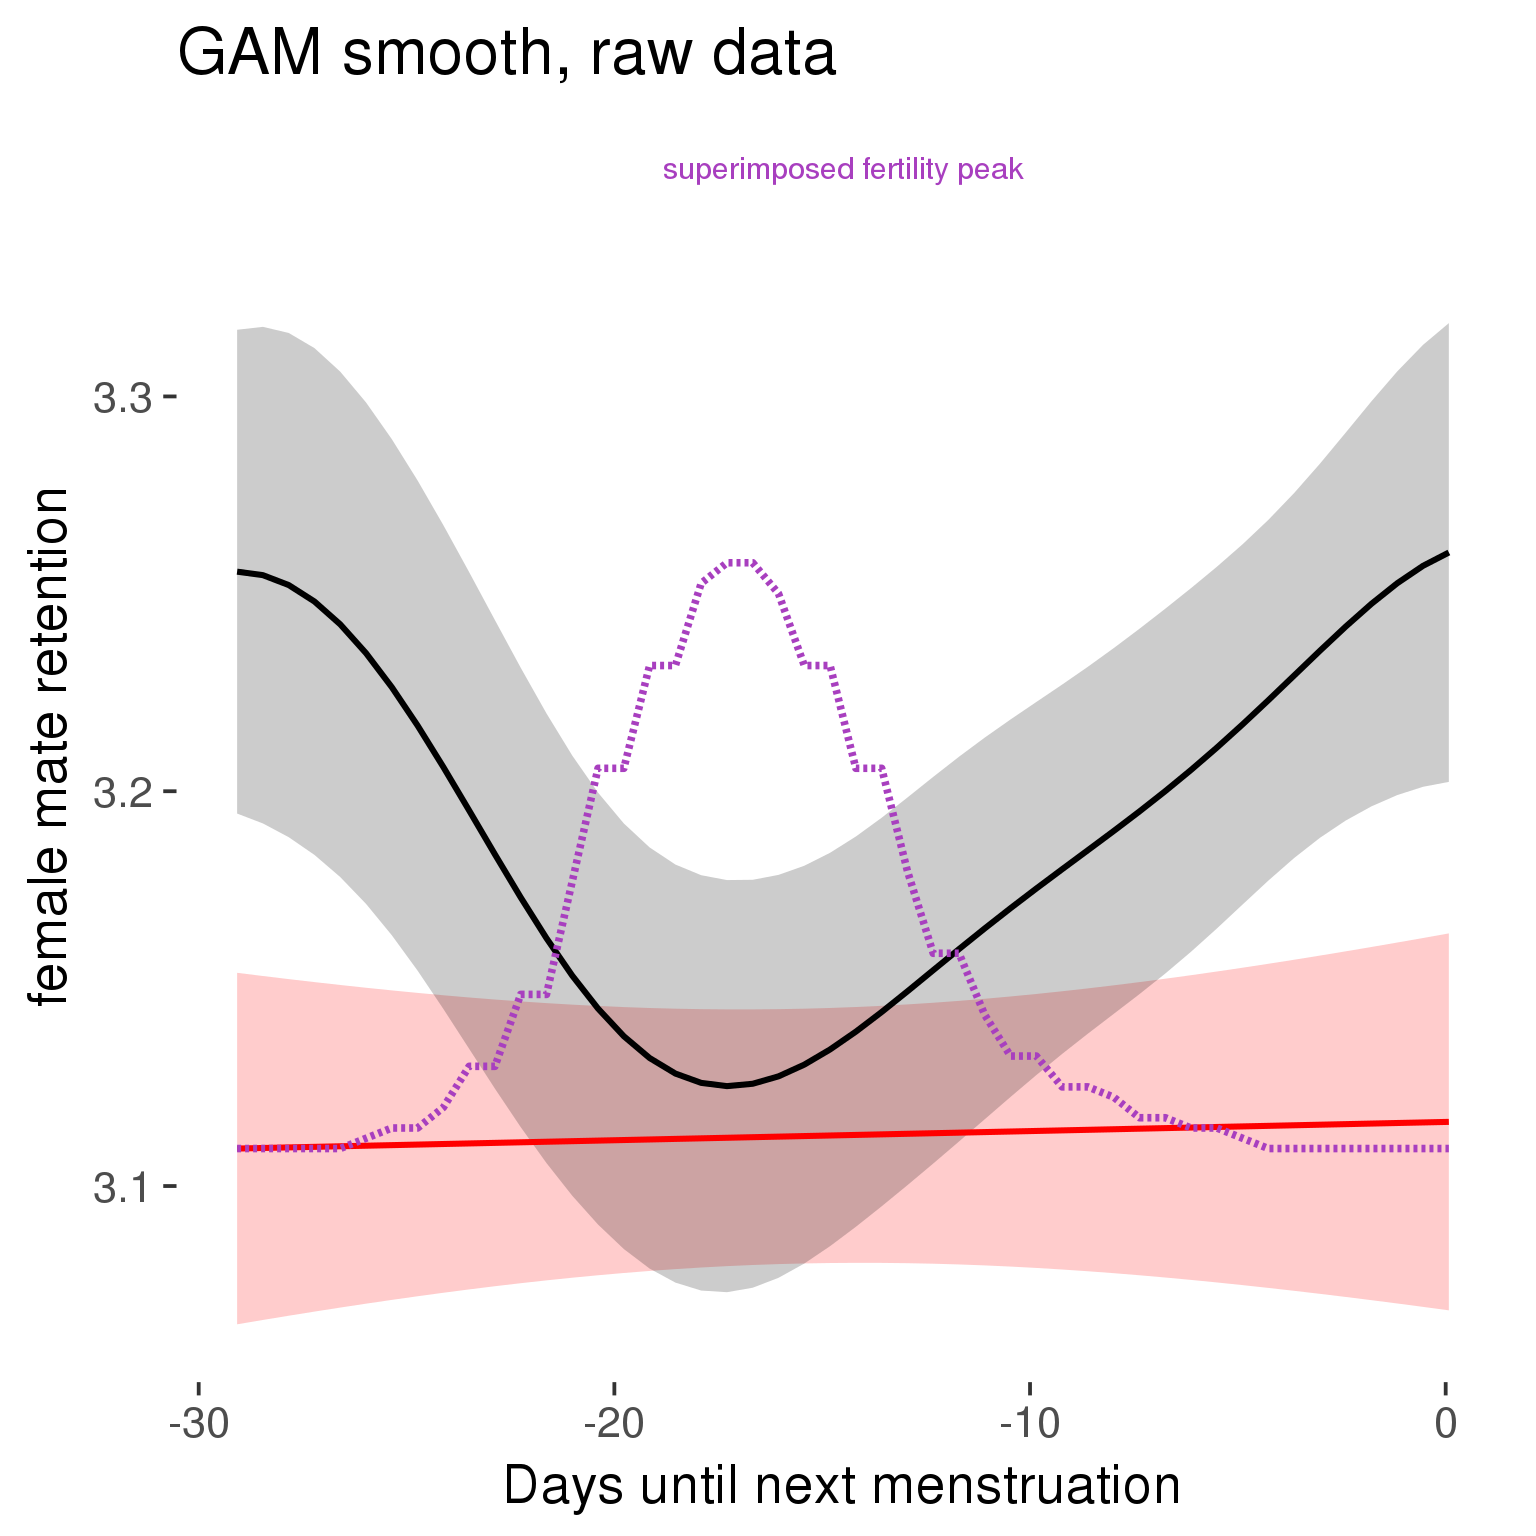 GAM smooth, raw data
superimposed fertility peak
female mate retention
3.3
3.2
3.1
-30
-20
-10
0
Days until next menstruation